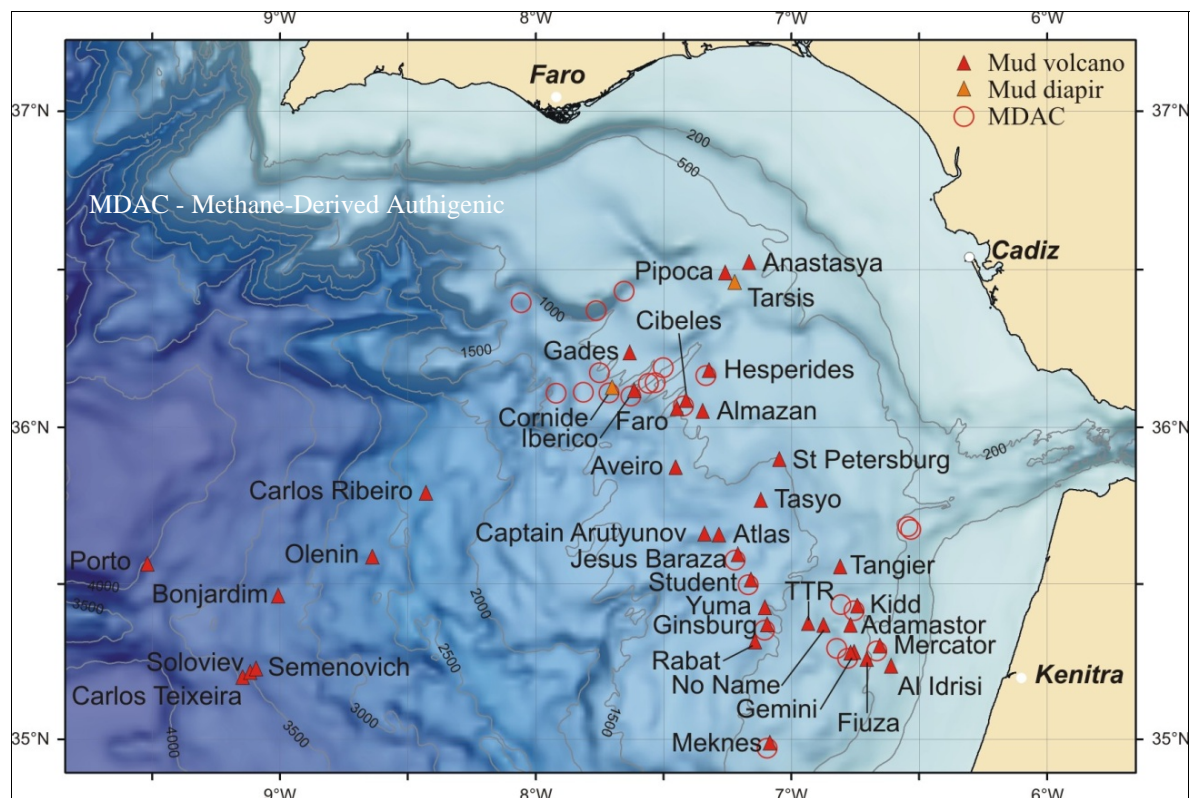 9°W 8°W 7°W 6°W
Faro
Mud volcano
Mud diapir
MDAC
37°N 37°N
200
500
MDAC - Methane-Derived Authigenic
Cadiz
Pipoca Anastasya
Tarsis
1000
Cibeles
1500
Gades
Hesperides
Cornide
Iberico
Faro
Almazan
36°N 36°N
200
Aveiro
St Petersburg
Carlos Ribeiro
Tasyo
Captain Arutyunov Atlas
Porto
Olenin
Jesus Baraza
Tangier
4000
Student
TTR
3500
Bonjardim
2000
Yuma
Kidd
Ginsburg
Adamastor
Mercator
2500
Soloviev Semenovich
Rabat
No Name
Kenitra
Carlos Teixeira
Al Idrisi
Gemini
3000
Fiuza
1500
3500
4000
Meknes
35°N 35°N
9°W 8°W 7°W 6°W